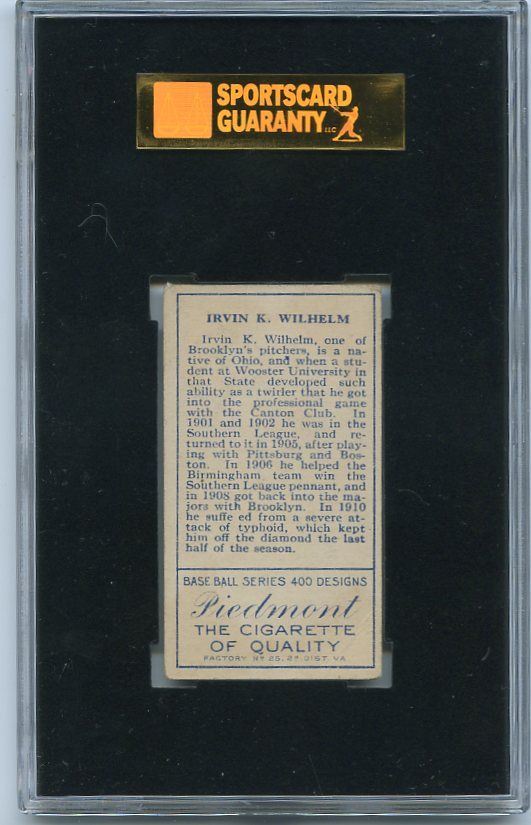 SPORTSCARD
GUARANTY LLC
IRVIN K. WILHELM
Irvin K. Wilhelm, one of
Brooklyn's pitchers, is a na-
tive of Ohio, and when a stu-
dent at Wooster University in
that State developed such
ability as a twirler that he got
into the professional game
with the Canton Club. In
1901 and 1902 he was in the
Southern League, and re-
turned to it in 1905, after play-
ing with Pittsburg and Bos-
ton. In 1906 he helped the
Birmingham team win the
Southern League pennant, and
in 1908 got back into the ma-
jors with Brooklyn. In 1910
he suffe ed from a severe at-
tack of typhoid, which kept
him off the diamond the last
half of the season.
BASE BALL SERIES 400 DESIGNS
Piedmont
THE CIGARETTE
OF QUALITY
FACTORY Nº 25, 2ᴰ DIST. VA.